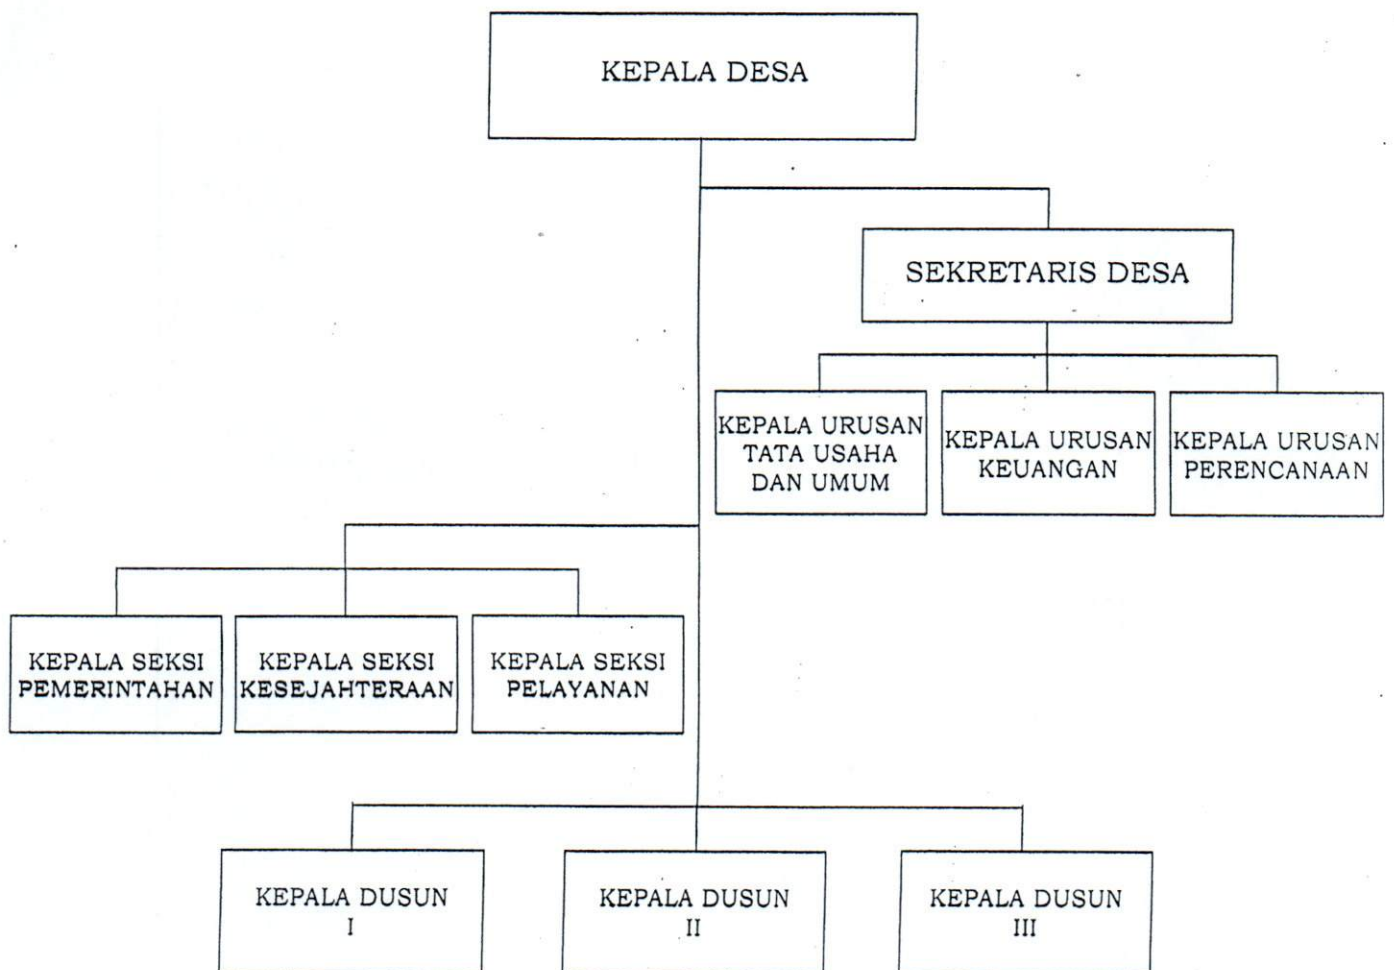 KEPALA DESA
SEKRETARIS DESA
KEPALA URUSAN
TATA USAHA
DAN UMUM
KEPALA URUSAN
KEUANGAN
KEPALA URUSAN
PERENCANAAN
KEPALA SEKSI
PEMERINTAHAN
KEPALA SEKSI
KESEJAHTERAAN
KEPALA SEKSI
PELAYANAN
KEPALA DUSUN
I
KEPALA DUSUN
II
KEPALA DUSUN
III